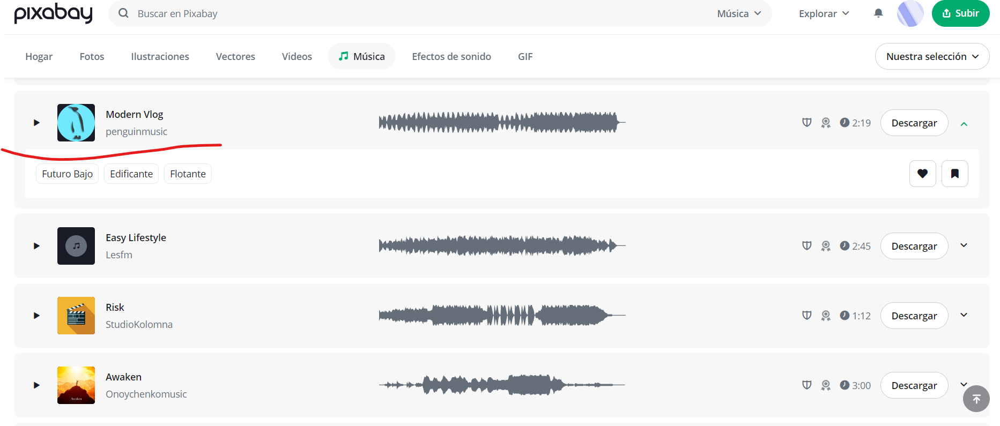 pixabay
Buscar en Pixabay
Música
Explorar
Subir
Hogar
Fotos
Ilustraciones
Vectores
Videos
Música
Efectos de sonido
GIF
Nuestra selección
Modern Vlog
penguinmusic
2:19
Descargar
Futuro Bajo
Edificante
Flotante
Easy Lifestyle
Lesfm
2:45
Descargar
Risk
StudioKolomna
1:12
Descargar
Awaken
Onoychenkomusic
Awaken
3:00
Descargar